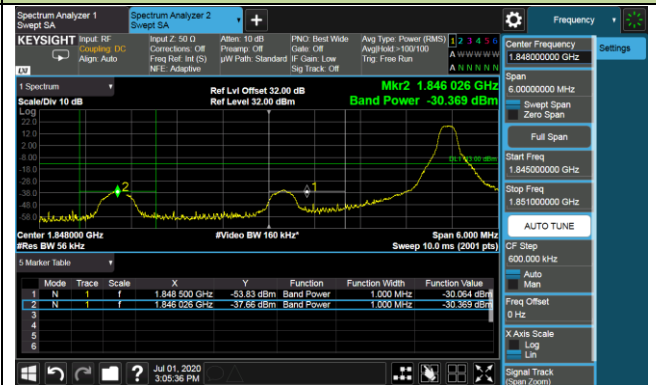 Spectrum Analyzer 1
Swept SA
Spectrum Analyzer 2
Swept SA
Frequency
KEYSIGHT
Input: RF
Coupling: DC
Align: Auto
Input Z: 50 Ω
Corrections: Off
Freq Ref: Int (S)
NFE: Adaptive
Atten: 10 dB
Preamp: Off
µW Path: Standard
PNO: Best Wide
Gate: Off
IF Gain: Low
Sig Track: Off
Avg Type: Power (RMS)
Avg|Hold:>100/100
Trig: Free Run
1 2 3 4 5 6
A W W W W W
A N N N N N
LXI
1 Spectrum
Scale/Div 10 dB
Ref Lvl Offset 32.00 dB
Ref Level 32.00 dBm
Mkr2 1.846 026 GHz
Band Power -30.369 dBm
Log
22.0
12.0
2.00
-8.00
-18.0
-28.0
-38.0
-48.0
-58.0
2
1
Center 1.848000 GHz
#Res BW 56 kHz
#Video BW 160 kHz*
Span 6.000 MHz
Sweep 10.0 ms (2001 pts)
5 Marker Table
Mode Trace Scale X Y Function Function Width Function Value
1 N 1 f 1.848 500 GHz -53.83 dBm Band Power 1.000 MHz -30.064 dBm
2 N 1 f 1.846 026 GHz -37.66 dBm Band Power 1.000 MHz -30.369 dBm
3
4
5
6
Jul 01, 2020
3:05:36 PM
Settings
Center Frequency
1.848000000 GHz
Span
6.00000000 MHz
Swept Span
Zero Span
Full Span
Start Freq
1.845000000 GHz
Stop Freq
1.851000000 GHz
AUTO TUNE
CF Step
600.000 kHz
Auto
Man
Freq Offset
0 Hz
X Axis Scale
Log
Lin
Signal Track
(Span Zoom)